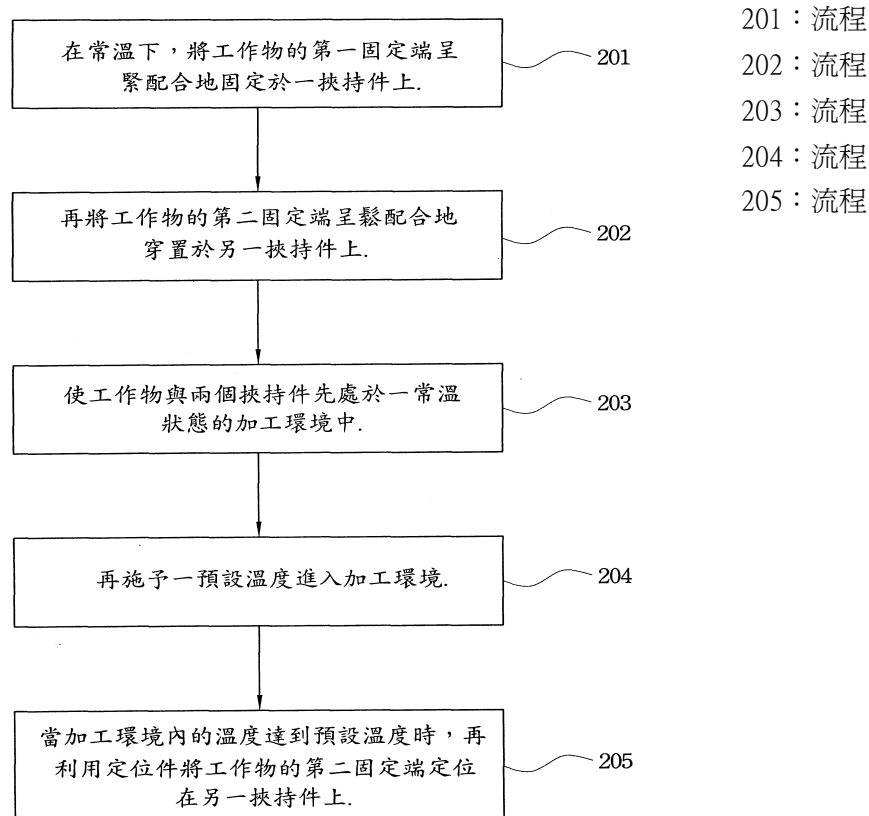 在常溫下，將工作物的第一固定端呈
緊配合地固定於一挾持件上.
201
再將工作物的第二固定端呈鬆配合地
穿置於另一挾持件上.
202
使工作物與兩個挾持件先處於一常溫
狀態的加工環境中.
203
再施予一預設溫度進入加工環境.
204
當加工環境內的溫度達到預設溫度時，再
利用定位件將工作物的第二固定端定位
在另一挾持件上.
205
201：流程
202：流程
203：流程
204：流程
205：流程